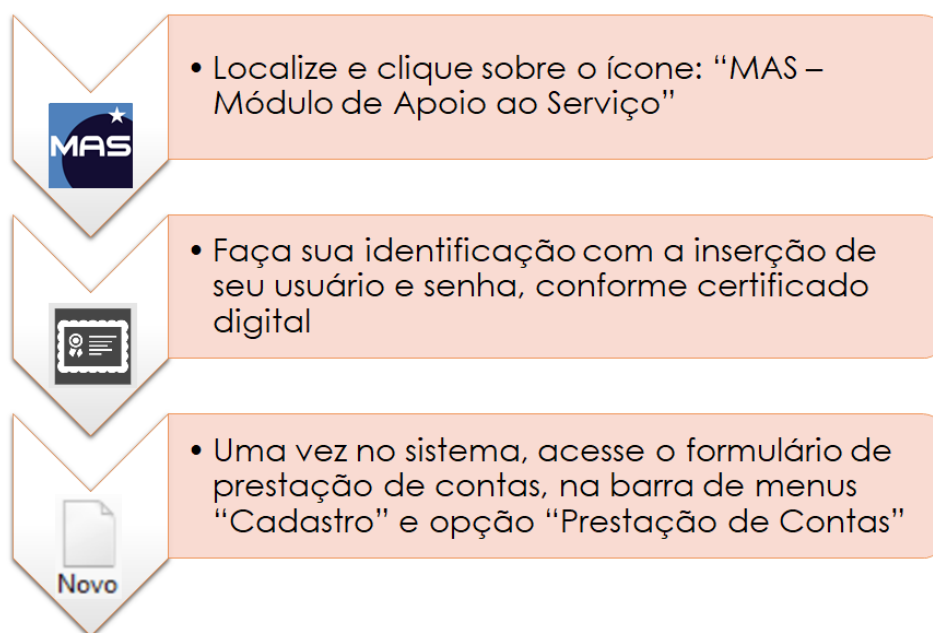 • Localize e clique sobre o ícone: “MAS –
Módulo de Apoio ao Serviço”
MAS
• Faça sua identificação com a inserção de
seu usuário e senha, conforme certificado
digital
• Uma vez no sistema, acesse o formulário de
prestação de contas, na barra de menus
“Cadastro” e opção “Prestação de Contas”
Novo